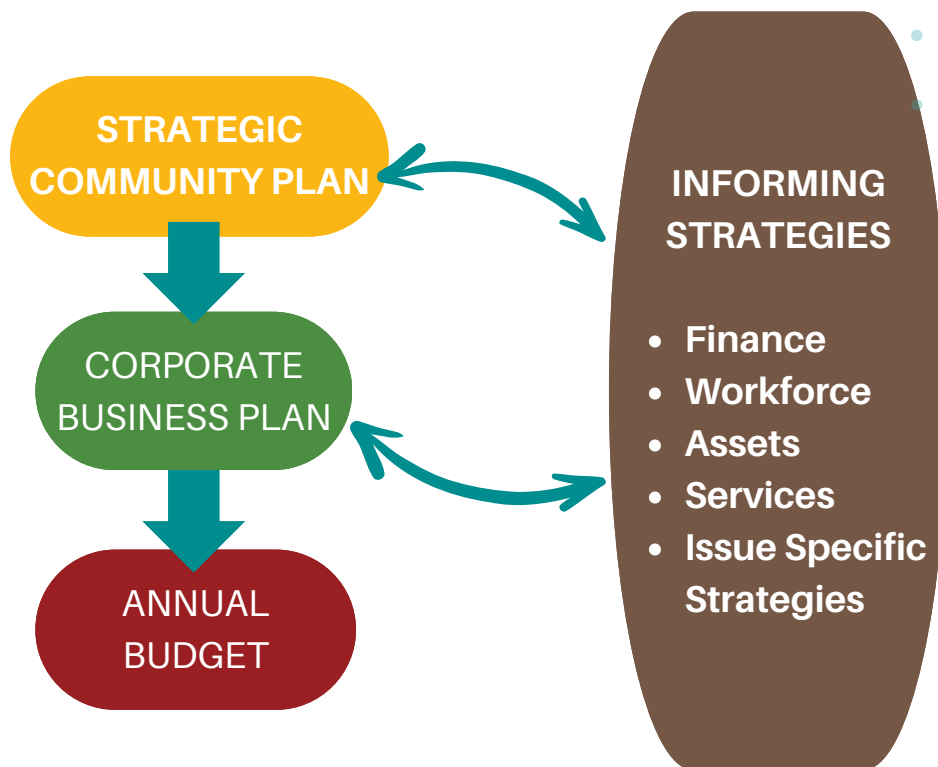 STRATEGIC
COMMUNITY PLAN
CORPORATE
BUSINESS PLAN
ANNUAL
BUDGET
INFORMING
STRATEGIES
• Finance
• Workforce
• Assets
• Services
• Issue Specific
Strategies